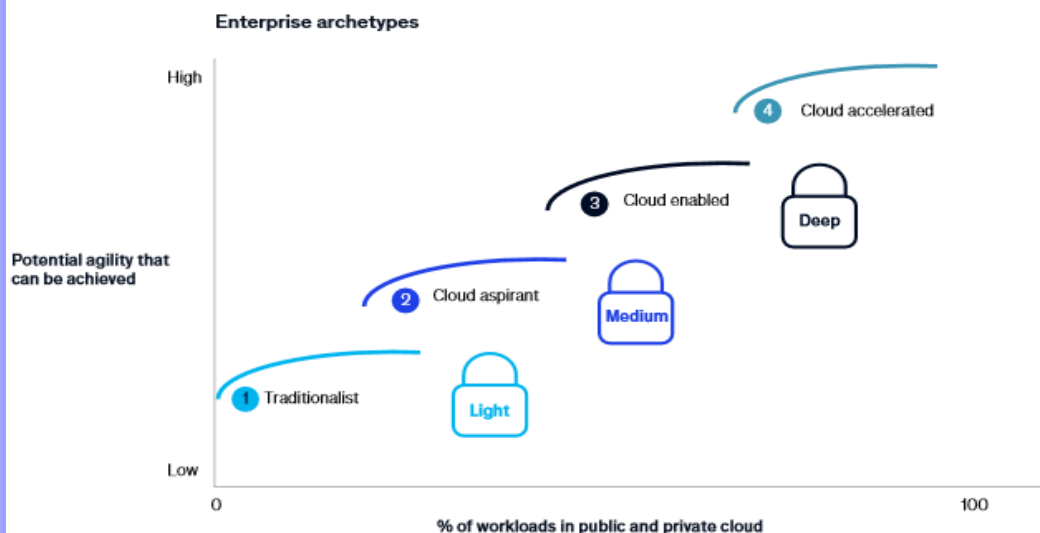 Enterprise archetypes
High
4 Cloud accelerated
3 Cloud enabled
Deep
Potential agility that
can be achieved
2 Cloud aspirant
Medium
1 Traditionalist
Light
Low
0 100
% of workloads in public and private cloud